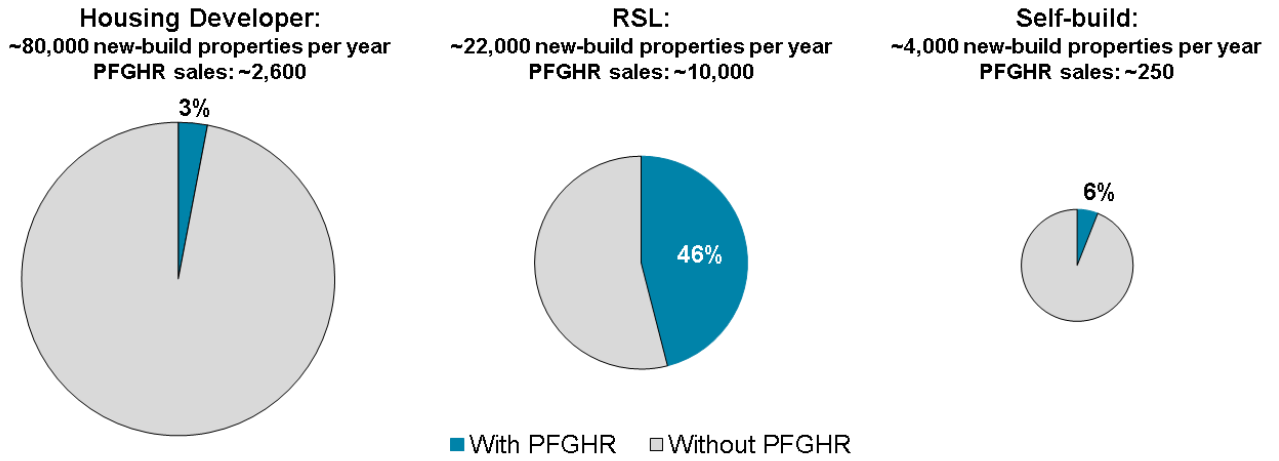 Housing Developer:
~80,000 new-build properties per year
PFGHR sales: ~2,600
3%
RSL:
~22,000 new-build properties per year
PFGHR sales: ~10,000
46%
Self-build:
~4,000 new-build properties per year
PFGHR sales: ~250
6%
With PFGHR
Without PFGHR